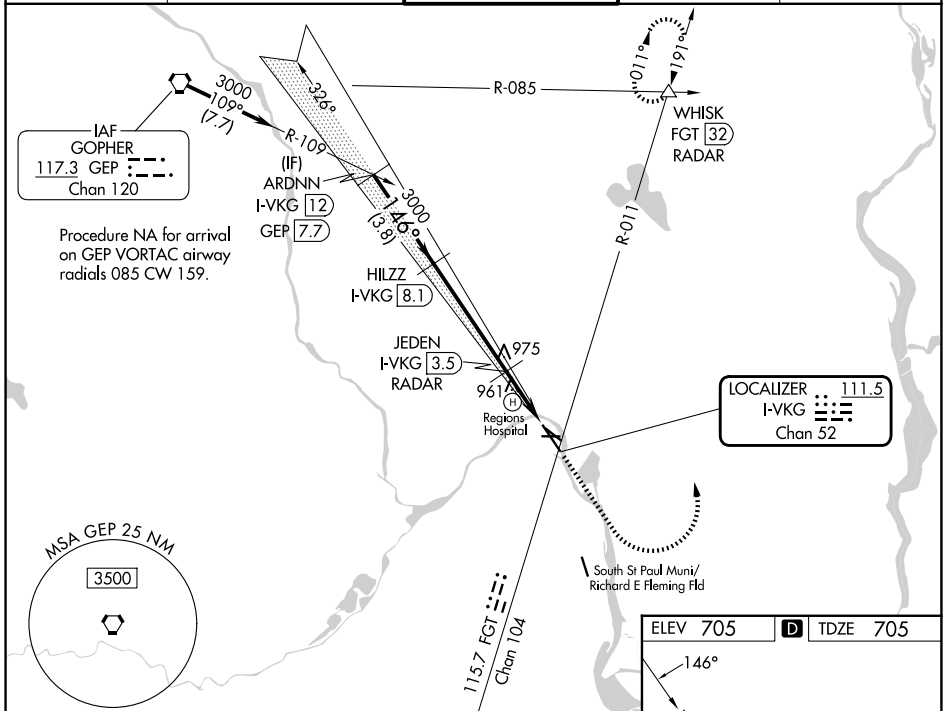 3000
109°
(7.7)
R-109
326°
R-085
011°
191°
WHISK
FGT 32
RADAR
IAF
GOPHER
117.3 GEP
Chan 120
(IF)
ARDNN
I-VKG 12
GEP 7.7
3000
146°
(3.8)
R-011
Procedure NA for arrival
on GEP VORTAC airway
radials 085 CW 159.
HILZZ
I-VKG 8.1
JEDEN
I-VKG 3.5
RADAR
975
961
H
Regions
Hospital
LOCALIZER 111.5
I-VKG
Chan 52
MSA GEP 25 NM
3500
South St Paul Muni/
Richard E Fleming Fld
115.7 FGT
Chan 104
ELEV 705 D TDZE 705
146°